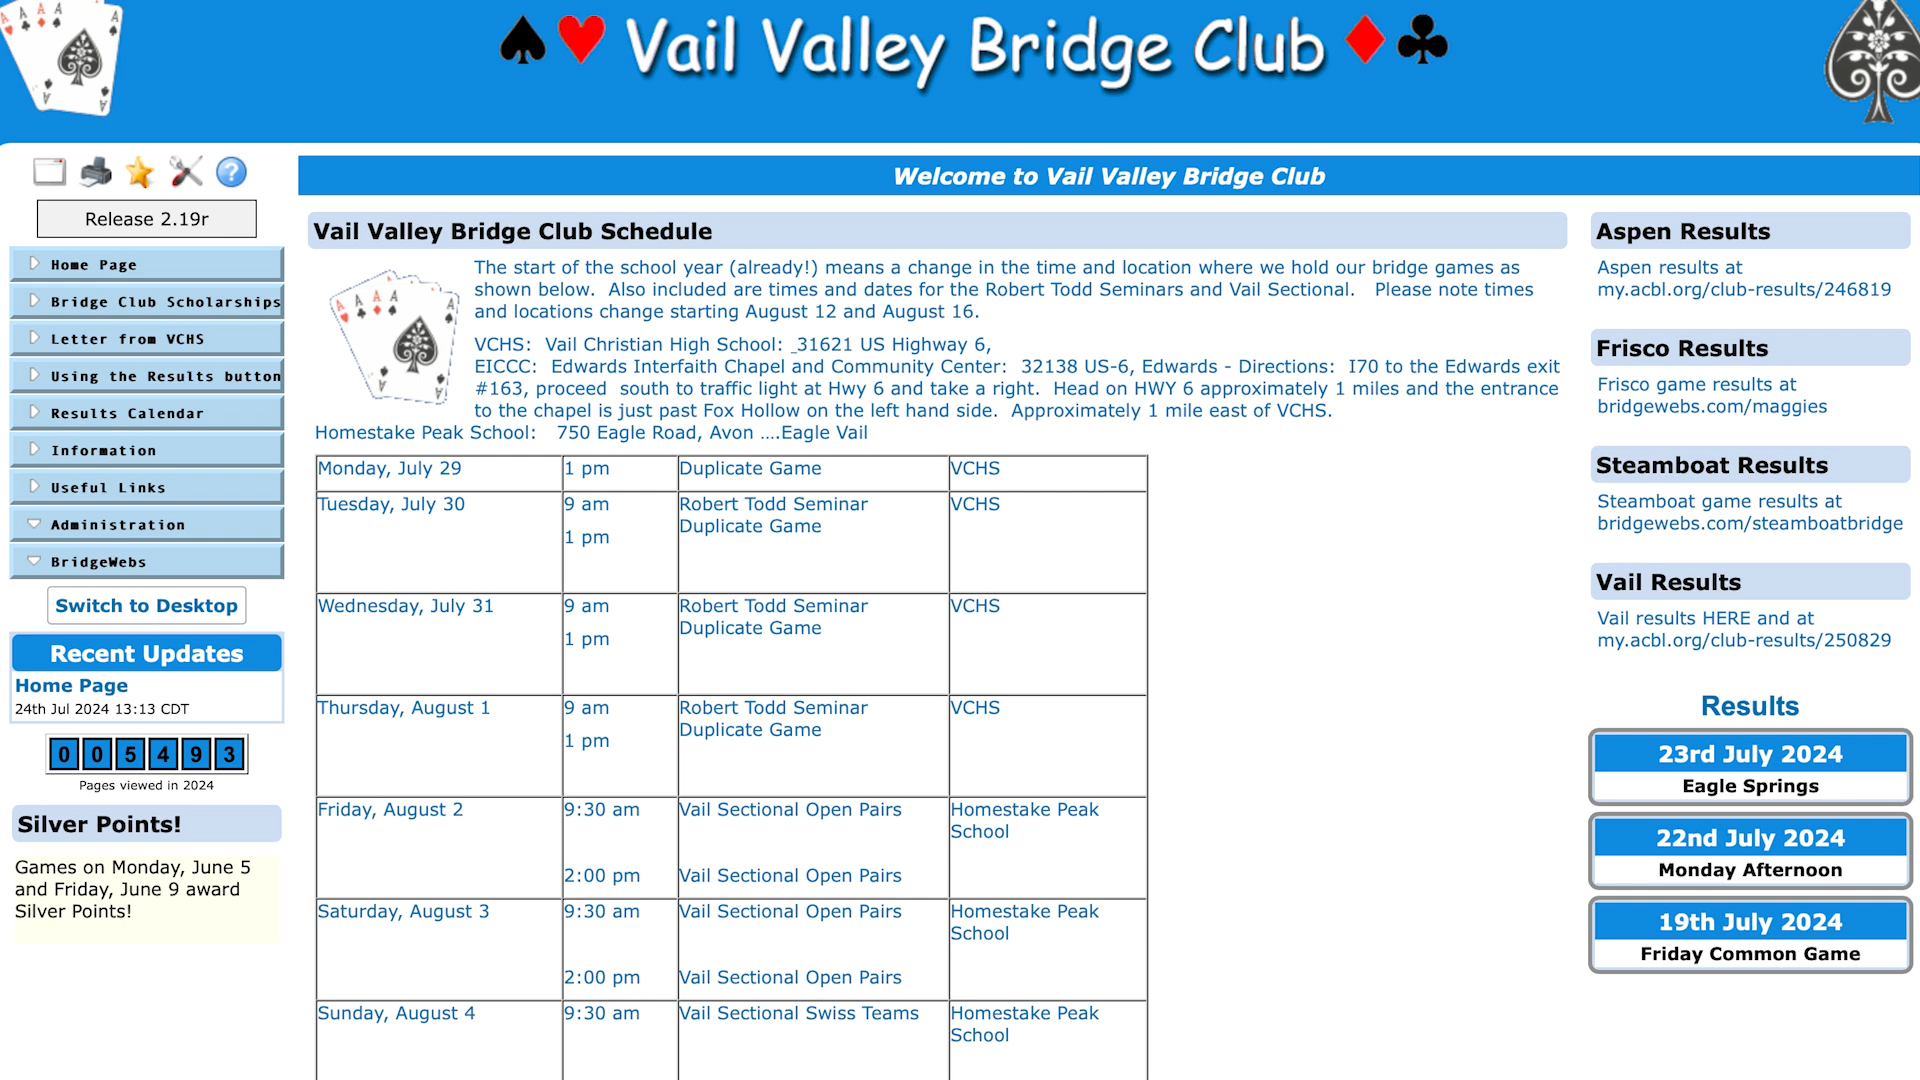 Vail Valley Bridge Club
Release 2.19r
Home Page
Bridge Club Scholarships
Letter from VCHS
Using the Results button
Results Calendar
Information
Useful Links
Administration
BridgeWebs
Switch to Desktop
Recent Updates
Home Page
24th Jul 2024 13:13 CDT
005493
Pages viewed in 2024
Silver Points!
Games on Monday, June 5
and Friday, June 9 award
Silver Points!
Welcome to Vail Valley Bridge Club
Vail Valley Bridge Club Schedule
The start of the school year (already!) means a change in the time and location where we hold our bridge games as
shown below.  Also included are times and dates for the Robert Todd Seminars and Vail Sectional.   Please note times
and locations change starting August 12 and August 16.
VCHS:  Vail Christian High School: _31621 US Highway 6,
EICCC:  Edwards Interfaith Chapel and Community Center:  32138 US-6, Edwards - Directions:  I70 to the Edwards exit
#163, proceed  south to traffic light at Hwy 6 and take a right.  Head on HWY 6 approximately 1 miles and the entrance
to the chapel is just past Fox Hollow on the left hand side.  Approximately 1 mile east of VCHS.
Homestake Peak School:   750 Eagle Road, Avon ....Eagle Vail
Monday, July 29 1 pm Duplicate Game VCHS
Tuesday, July 30 9 am Robert Todd Seminar VCHS
Duplicate Game
1 pm
Wednesday, July 31 9 am Robert Todd Seminar VCHS
Duplicate Game
1 pm
Thursday, August 1 9 am Robert Todd Seminar VCHS
Duplicate Game
1 pm
Friday, August 2 9:30 am Vail Sectional Open Pairs Homestake Peak
School
2:00 pm Vail Sectional Open Pairs
Saturday, August 3 9:30 am Vail Sectional Open Pairs Homestake Peak
School
2:00 pm Vail Sectional Open Pairs
Sunday, August 4 9:30 am Vail Sectional Swiss Teams Homestake Peak
School
Aspen Results
Aspen results at
my.acbl.org/club-results/246819
Frisco Results
Frisco game results at
bridgewebs.com/maggies
Steamboat Results
Steamboat game results at
bridgewebs.com/steamboatbridge
Vail Results
Vail results HERE and at
my.acbl.org/club-results/250829
Results
23rd July 2024
Eagle Springs
22nd July 2024
Monday Afternoon
19th July 2024
Friday Common Game